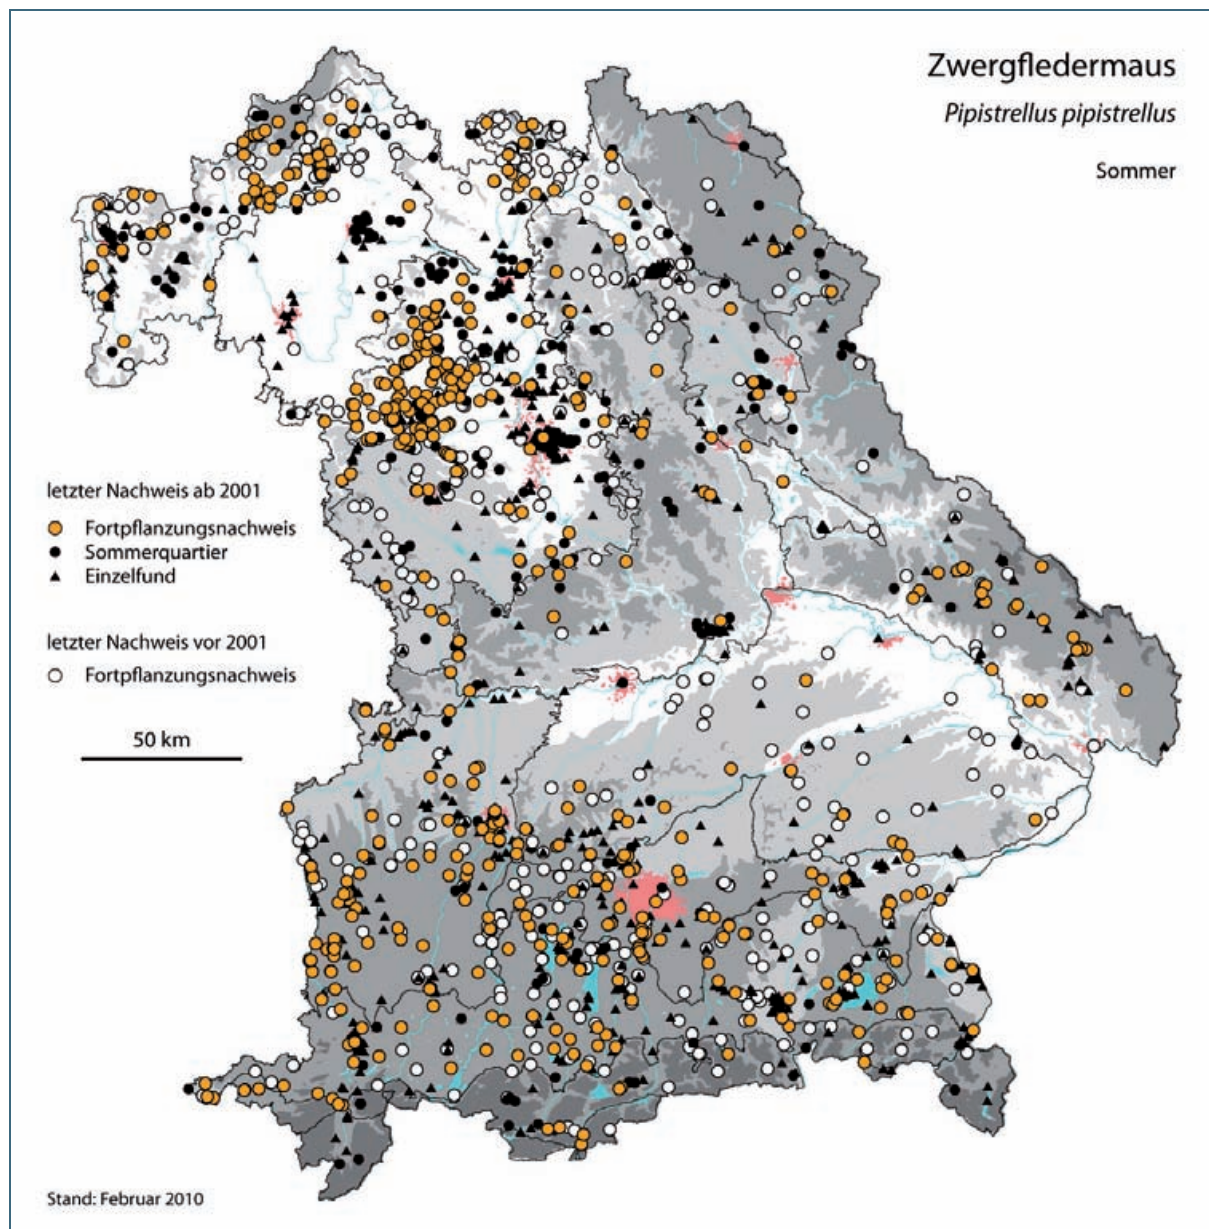 Zwergfledermaus
Pipistrellus pipistrellus
Sommer
letzter Nachweis ab 2001
Fortpflanzungsnachweis
Sommerquartier
Einzelfund
letzter Nachweis vor 2001
Fortpflanzungsnachweis
50 km
Stand: Februar 2010